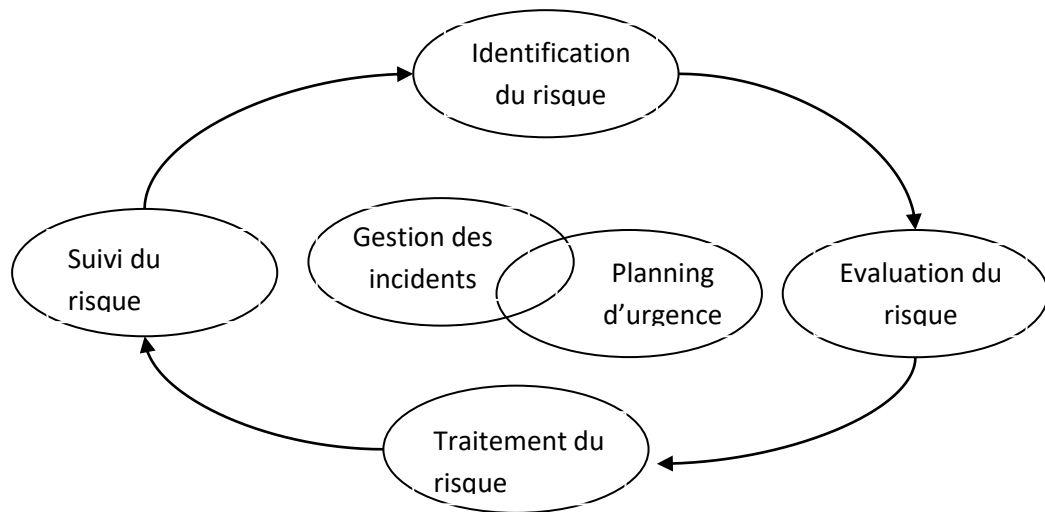 Identification
du risque
Gestion des
incidents
Suivi du
risque
Planning
d’urgence
Evaluation du
risque
Traitement du
risque